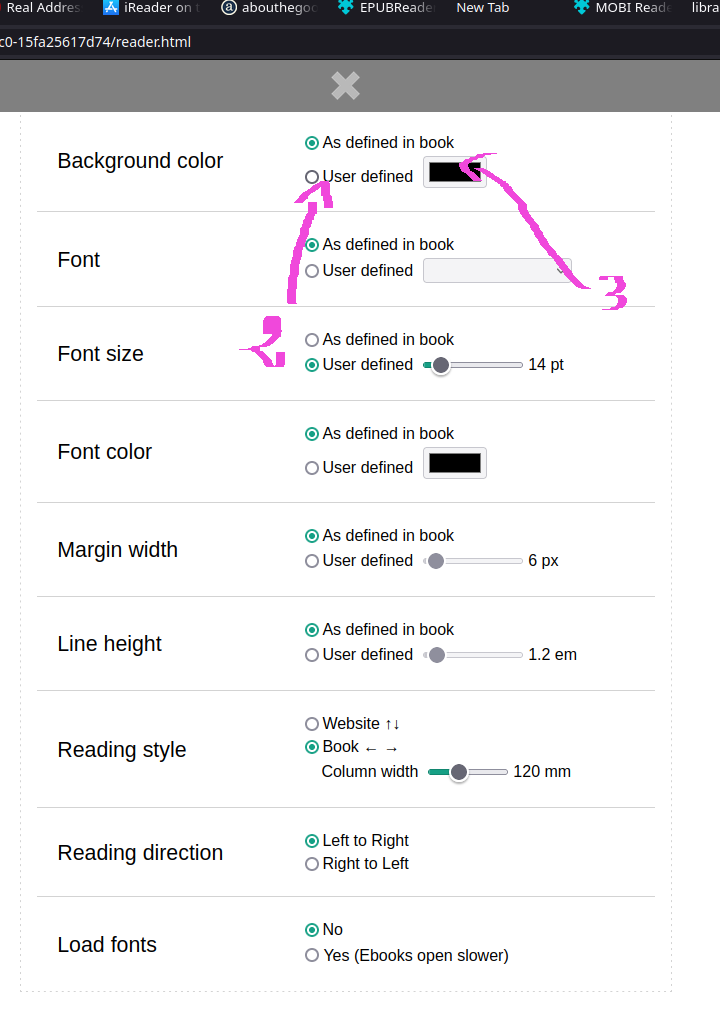 Real Addres
iReader on t
a abouthegoo
EPUBReade
New Tab
MOBI Reade
libra
c0-15fa25617d74/reader.html
Background color
As defined in book
User defined
Font
As defined in book
User defined
3
2
Font size
As defined in book
User defined 14 pt
Font color
As defined in book
User defined
Margin width
As defined in book
User defined 6 px
Line height
As defined in book
User defined 1.2 em
Reading style
Website ↑↓
Book ← →
Column width 120 mm
Reading direction
Left to Right
Right to Left
Load fonts
No
Yes (Ebooks open slower)